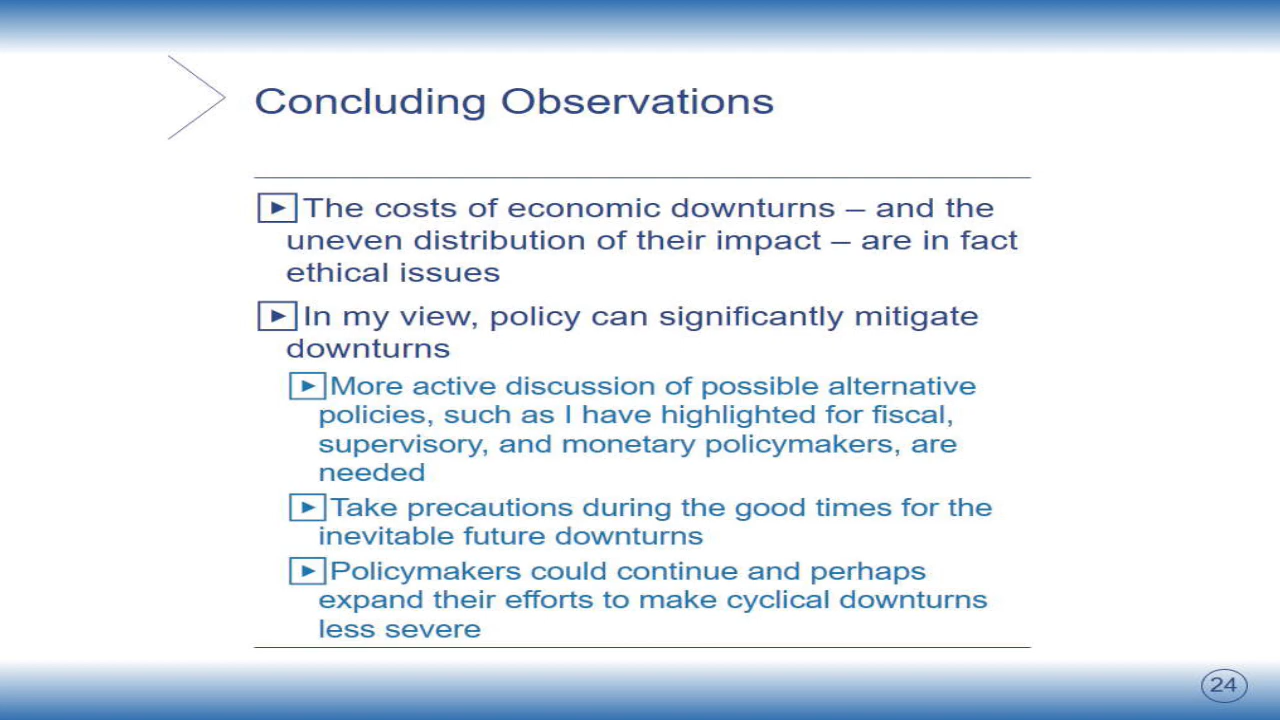 Concluding Observations
The costs of economic downturns – and the
uneven distribution of their impact – are in fact
ethical issues
In my view, policy can significantly mitigate
downturns
More active discussion of possible alternative
policies, such as I have highlighted for fiscal,
supervisory, and monetary policymakers, are
needed
Take precautions during the good times for the
inevitable future downturns
Policymakers could continue and perhaps
expand their efforts to make cyclical downturns
less severe
24